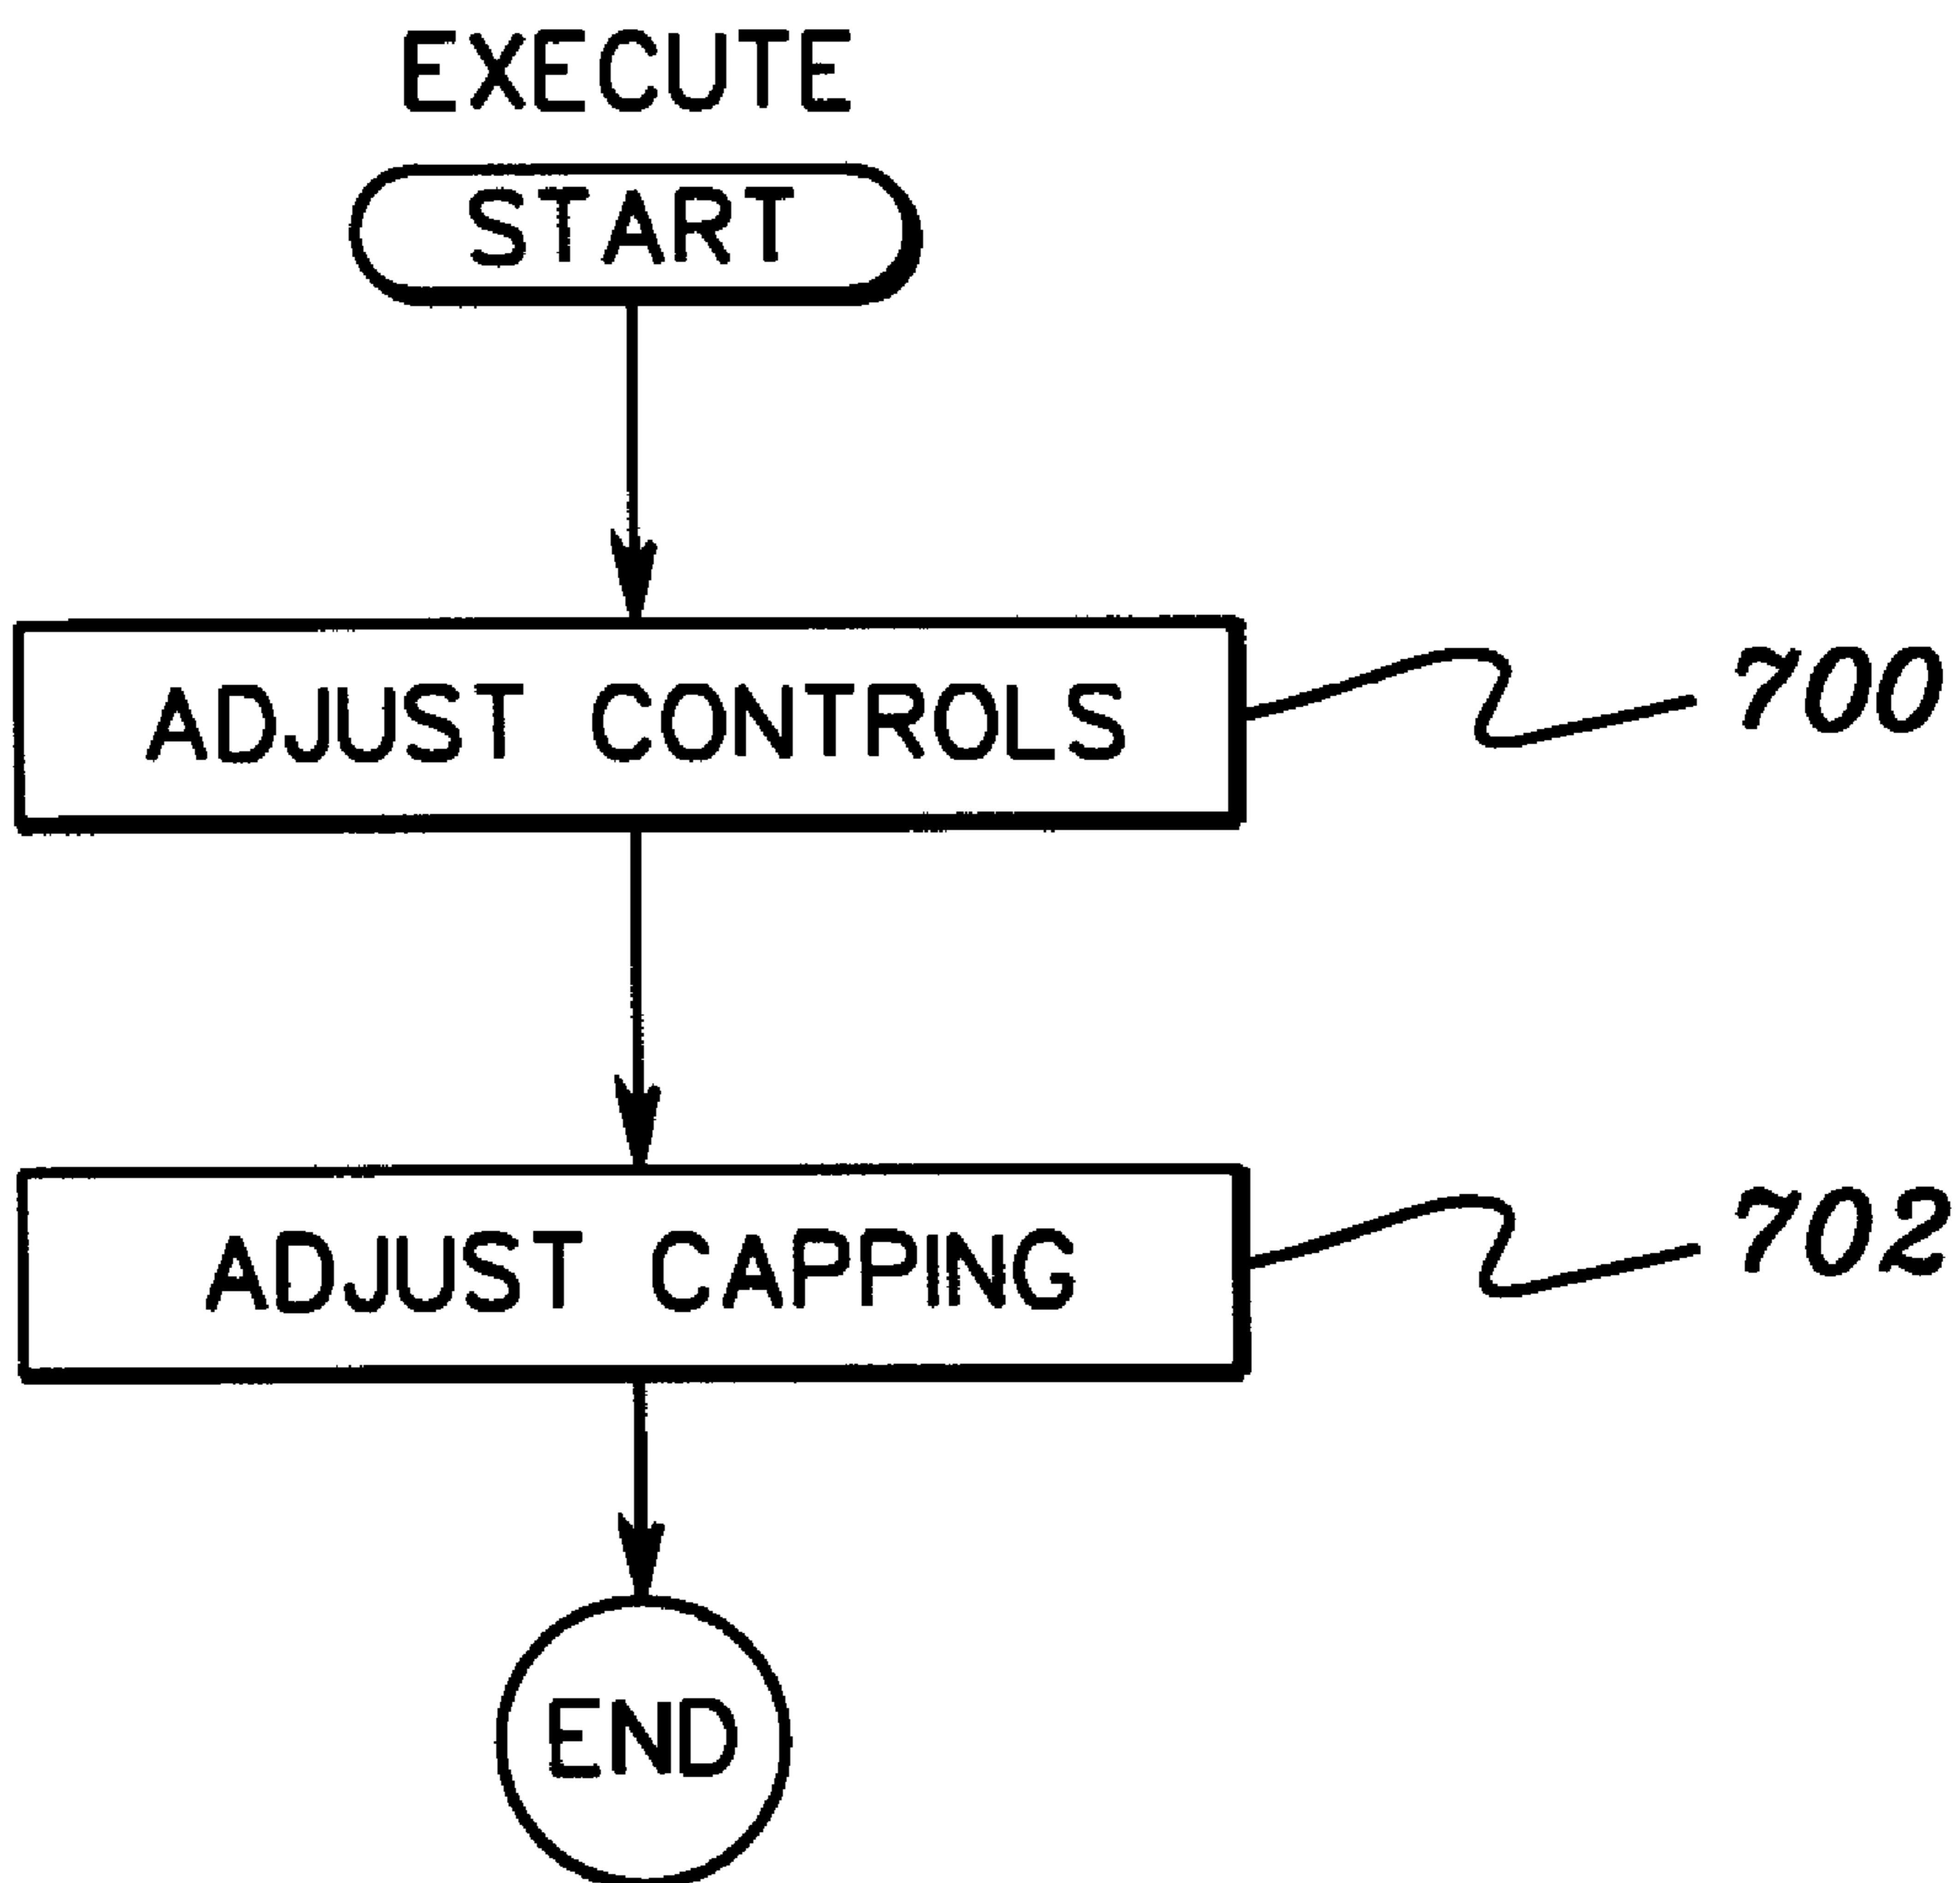 EXECUTE
START
ADJUST CONTROLS
700
ADJUST CAPPING
702
END